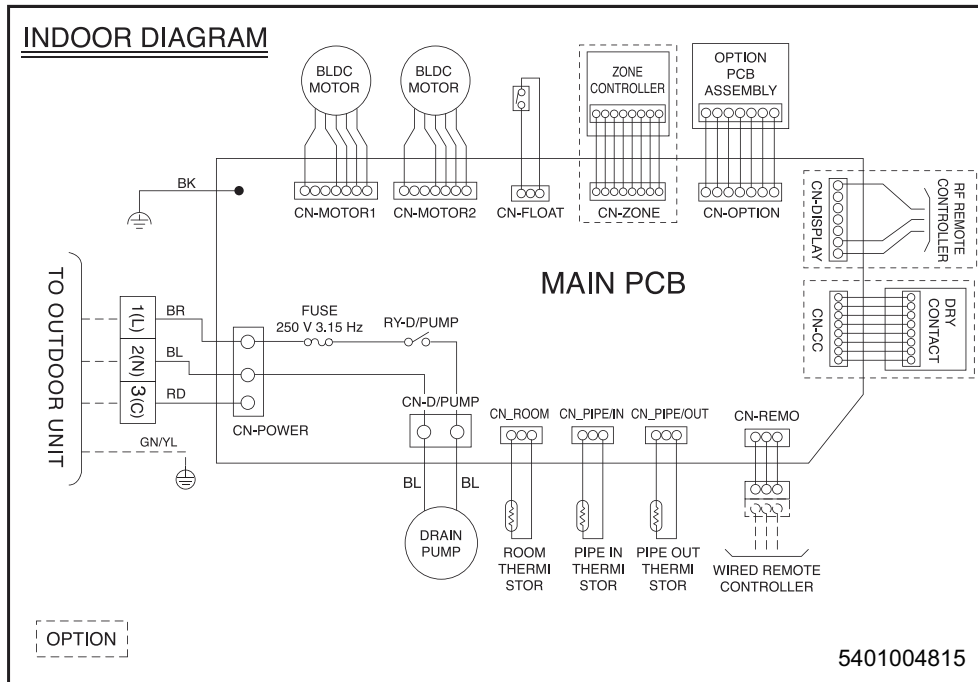 INDOOR DIAGRAM
BLDC
MOTOR
BLDC
MOTOR
ZONE
CONTROLLER
OPTION
PCB
ASSEMBLY
BK
CN-MOTOR1
CN-MOTOR2
CN-FLOAT
CN-ZONE
CN-OPTION
CN-DISPLAY
RF REMOTE
CONTROLLER
MAIN PCB
TO OUTDOOR UNIT
1(L)
2(N)
3(C)
BR
BL
RD
GN/YL
FUSE
250 V 3.15 Hz
RY-D/PUMP
CN-CC
DRY
CONTACT
CN-POWER
CN-D/PUMP
CN_ROOM
CN_PIPE/IN
CN_PIPE/OUT
CN-REMO
BL
BL
DRAIN
PUMP
ROOM
THERMI
STOR
PIPE IN
THERMI
STOR
PIPE OUT
THERMI
STOR
WIRED REMOTE
CONTROLLER
OPTION
5401004815